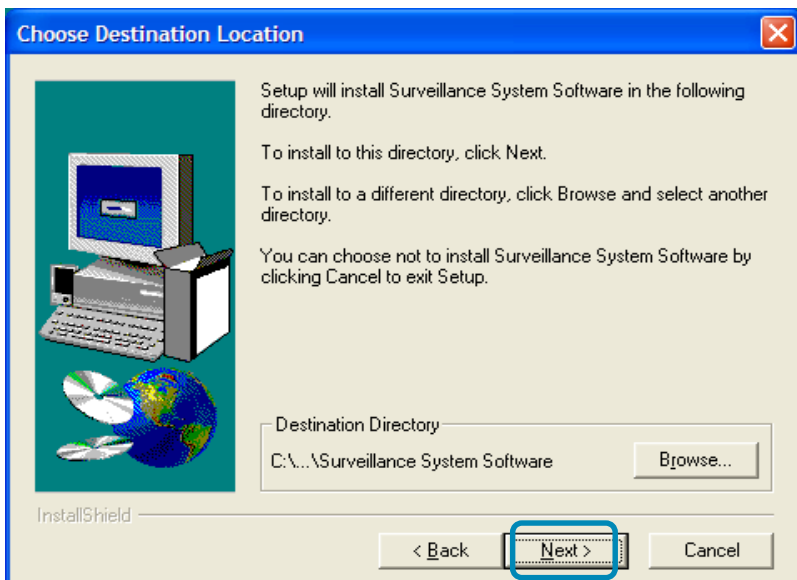 Choose Destination Location
Setup will install Surveillance System Software in the following
directory.
To install to this directory, click Next.
To install to a different directory, click Browse and select another
directory.
You can choose not to install Surveillance System Software by
clicking Cancel to exit Setup.
Destination Directory
C:\...\Surveillance System Software
Browse...
InstallShield
< Back
Next >
Cancel